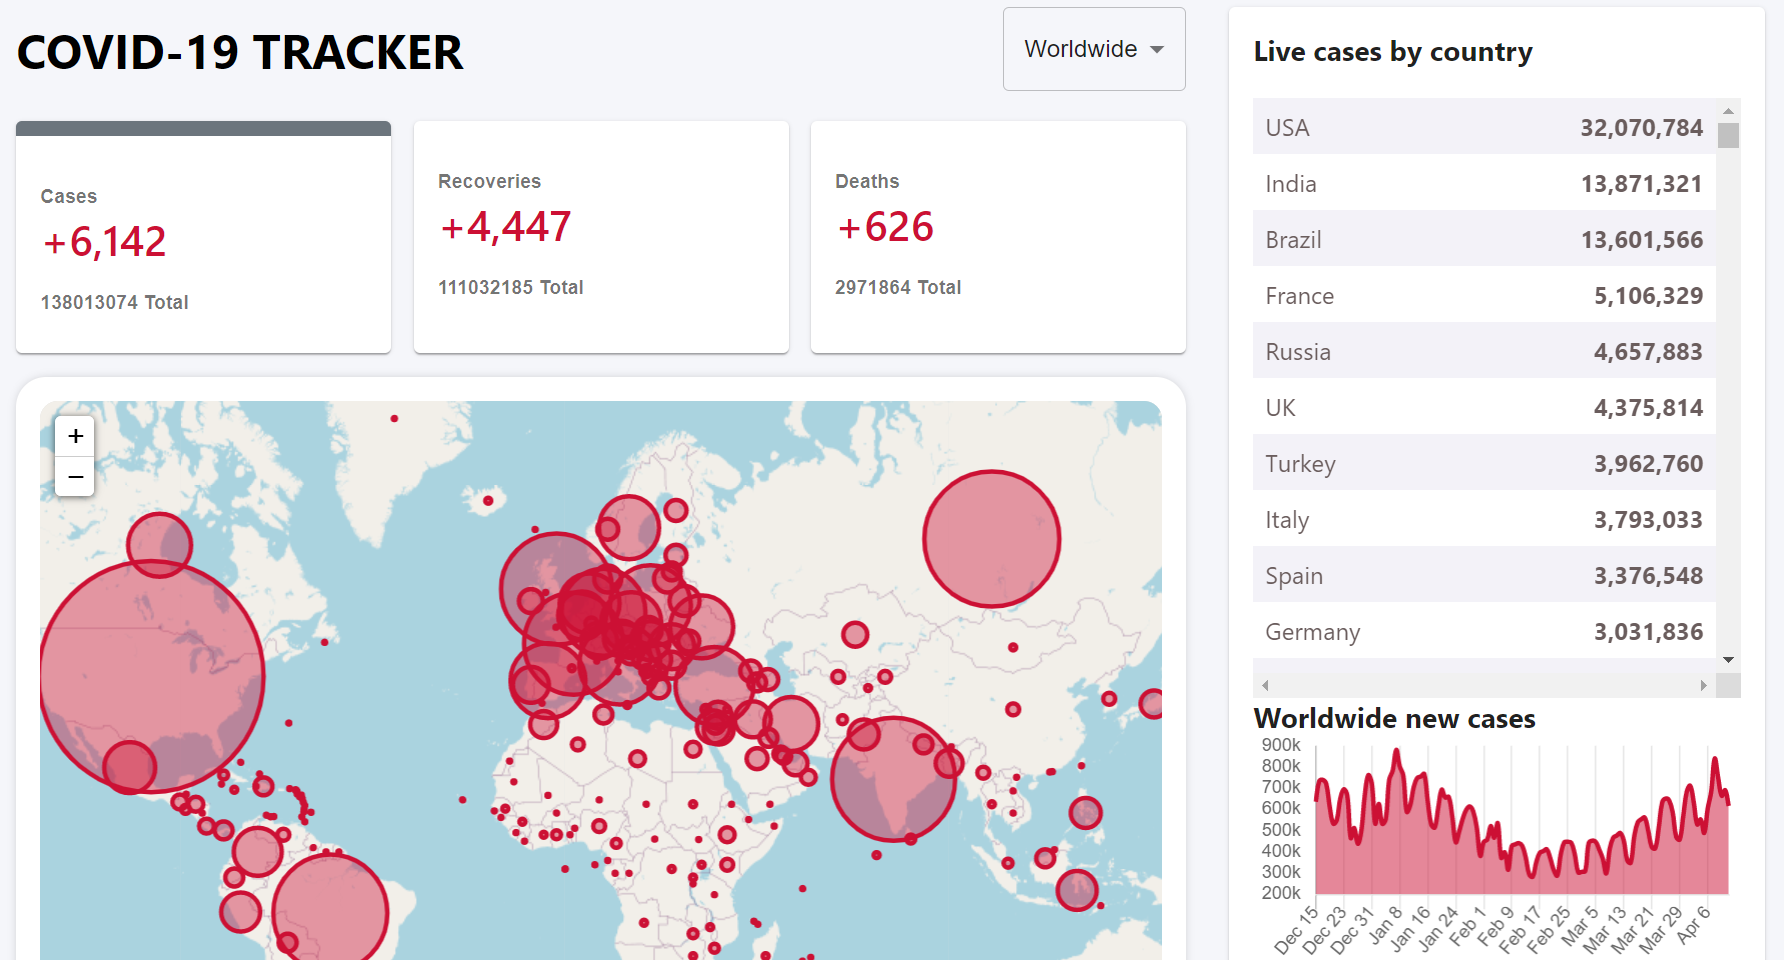 COVID-19 TRACKER
Worldwide
Cases
+6,142
138013074 Total
Recoveries
+4,447
111032185 Total
Deaths
+626
2971864 Total
+
−
Live cases by country
USA 32,070,784
India 13,871,321
Brazil 13,601,566
France 5,106,329
Russia 4,657,883
UK 4,375,814
Turkey 3,962,760
Italy 3,793,033
Spain 3,376,548
Germany 3,031,836
Worldwide new cases
900k
800k
700k
600k
500k
400k
300k
200k
Dec 15 Dec 23 Dec 31 Jan 8 Jan 16 Jan 24 Feb 1 Feb 9 Feb 17 Feb 25 Mar 5 Mar 13 Mar 21 Mar 29 Apr 6